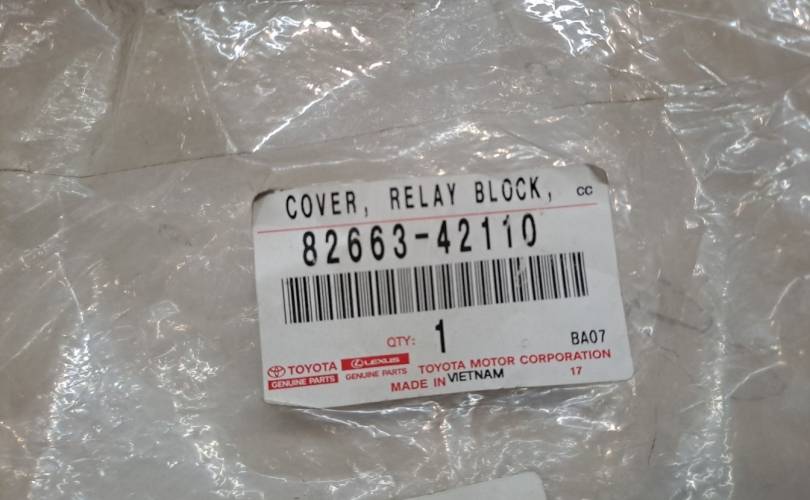 COVER, RELAY BLOCK, CC
82663-42110
QTY: 1 BA07
TOYOTA LEXUS TOYOTA MOTOR CORPORATION
GENUINE PARTS GENUINE PARTS MADE IN VIETNAM 17